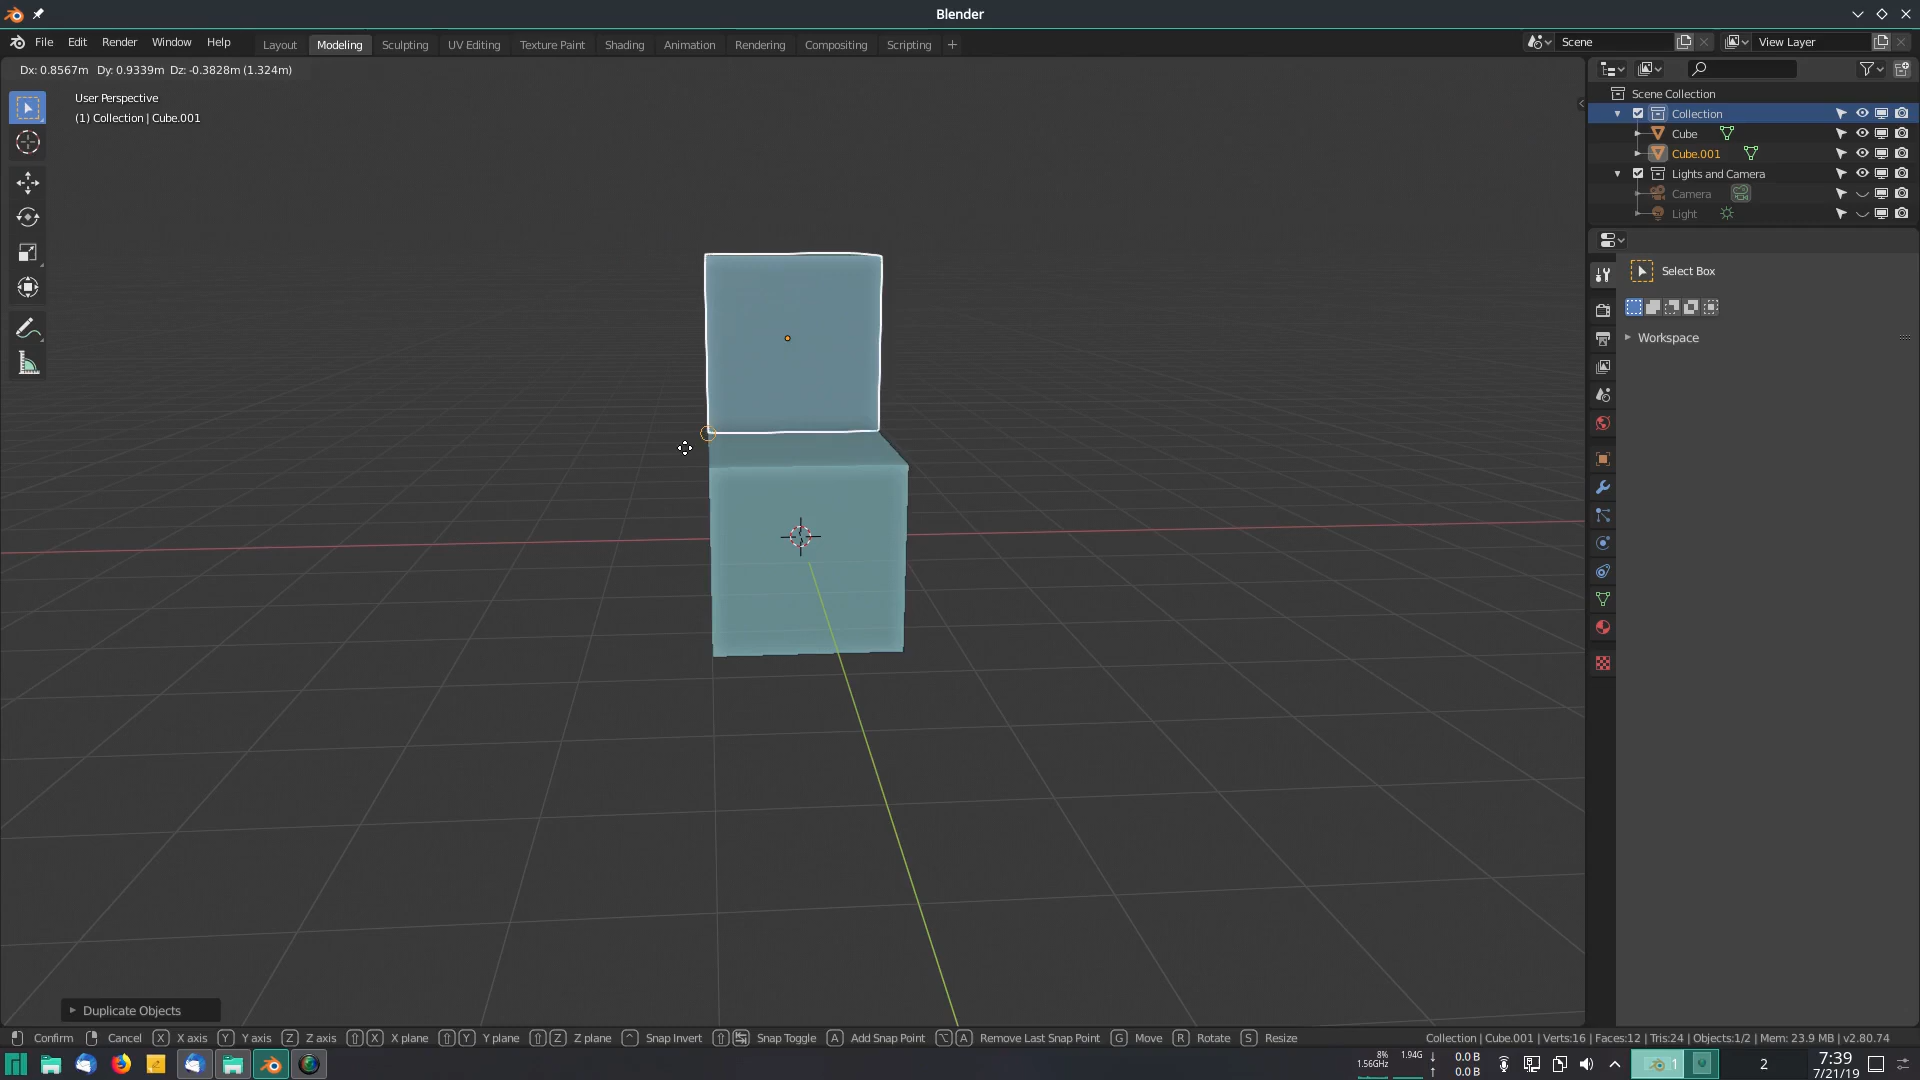 Blender
File Edit Render Window Help
Layout Modeling Sculpting UV Editing Texture Paint Shading Animation Rendering Compositing Scripting +
Scene
View Layer
Dx: 0.8567m Dy: 0.9339m Dz: -0.3828m (1.324m)
User Perspective
(1) Collection | Cube.001
Scene Collection
Collection
Cube
Cube.001
Lights and Camera
Camera
Light
Select Box
Workspace
Duplicate Objects
Confirm Cancel X X axis Y Y axis Z Z axis ⇧ X X plane ⇧ Y Y plane ⇧ Z Z plane ^ Snap Invert ⇧ ↹ Snap Toggle A Add Snap Point ⌥ A Remove Last Snap Point G Move R Rotate S Resize
Collection | Cube.001 | Verts:16 | Faces:12 | Tris:24 | Objects:1/2 | Mem: 23.9 MB | v2.80.74
8% 1.94G ↓ 0.0 B
1.56GHz ↑ 0.0 B
1
2
7:39
7/21/19